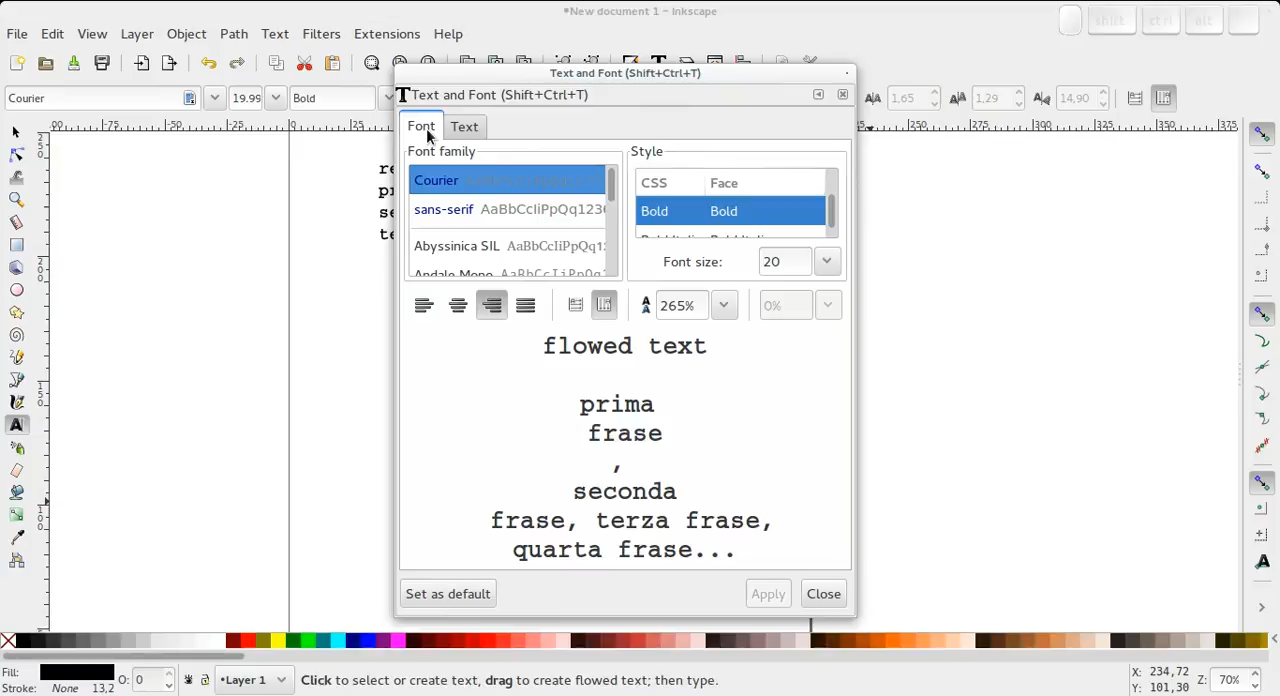 *New document 1 - Inkscape
shift ctrl alt
File Edit View Layer Object Path Text Filters Extensions Help
Text and Font (Shift+Ctrl+T)
Text and Font (Shift+Ctrl+T)
Courier 19.99 Bold 1,65 1,29 14,90
Font Text
Font family Style
Courier
CSS Face
sans-serif AaBbCcIiPpQq123
Bold Bold
Abyssinica SIL AaBbCcIiPpQq1
Font size: 20
Andale Mono
265% 0%
flowed text
prima
frase
,
seconda
frase, terza frase,
quarta frase...
Set as default Apply Close
Fill: O: 0 •Layer 1 Click to select or create text, drag to create flowed text; then type. X: 234,72 Z: 70%
Stroke: None 13,2 Y: 101,30